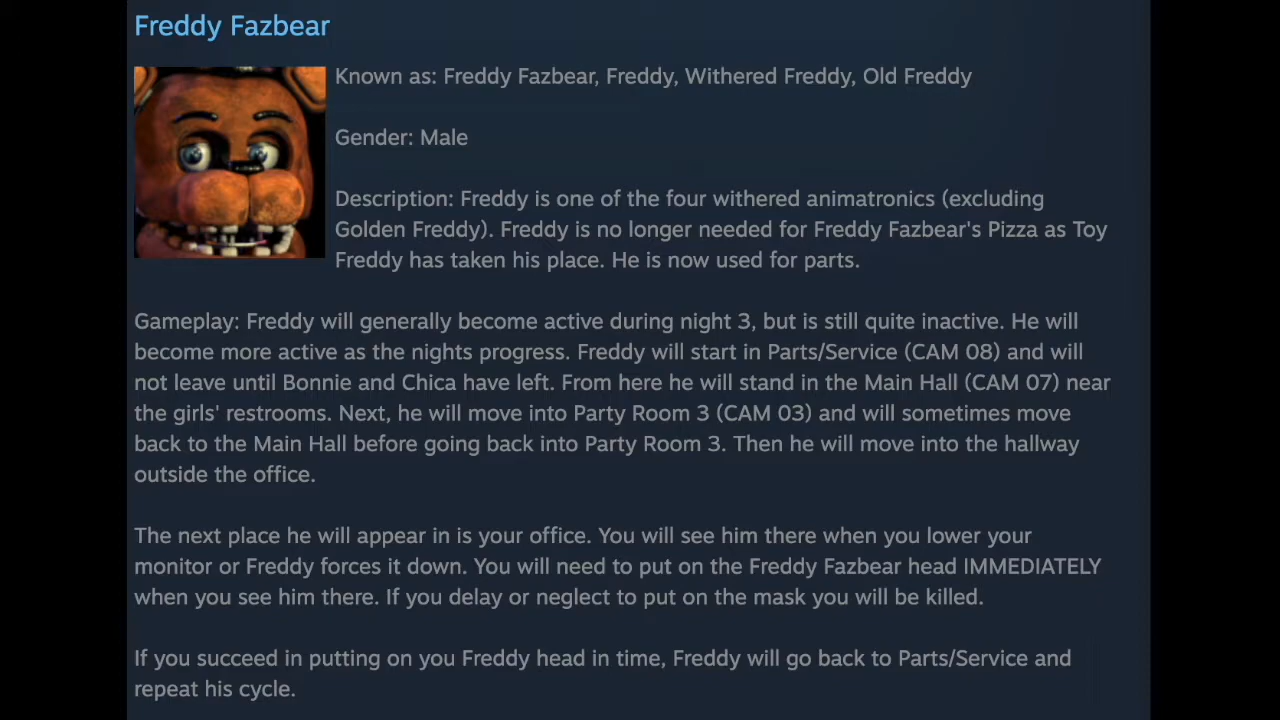 Freddy Fazbear
Known as: Freddy Fazbear, Freddy, Withered Freddy, Old Freddy
Gender: Male
Description: Freddy is one of the four withered animatronics (excluding
Golden Freddy). Freddy is no longer needed for Freddy Fazbear's Pizza as Toy
Freddy has taken his place. He is now used for parts.
Gameplay: Freddy will generally become active during night 3, but is still quite inactive. He will
become more active as the nights progress. Freddy will start in Parts/Service (CAM 08) and will
not leave until Bonnie and Chica have left. From here he will stand in the Main Hall (CAM 07) near
the girls' restrooms. Next, he will move into Party Room 3 (CAM 03) and will sometimes move
back to the Main Hall before going back into Party Room 3. Then he will move into the hallway
outside the office.
The next place he will appear in is your office. You will see him there when you lower your
monitor or Freddy forces it down. You will need to put on the Freddy Fazbear head IMMEDIATELY
when you see him there. If you delay or neglect to put on the mask you will be killed.
If you succeed in putting on you Freddy head in time, Freddy will go back to Parts/Service and
repeat his cycle.